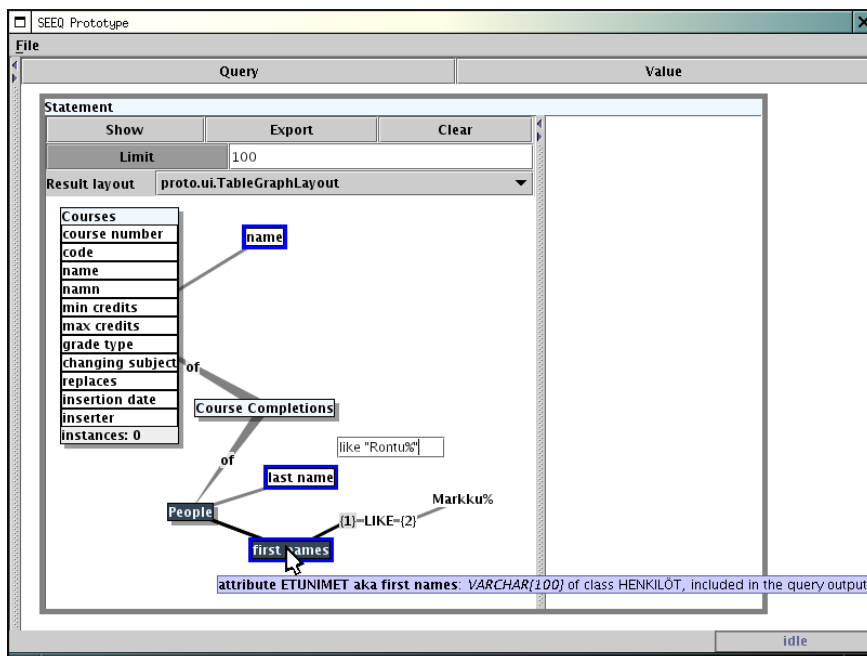 SEEQ Prototype
File
Query Value
Statement
Show Export Clear
Limit 100
Result layout proto.ui.TableGraphLayout
Courses
course number
code
name
namn
min credits
max credits
grade type
changing subject
replaces
insertion date
inserter
instances: 0
name
of
Course Completions
like "Rontu%"
of
last name
Markku%
People
{1}=LIKE={2}
first names
attribute ETUNIMET aka first names: VARCHAR[100] of class HENKILÖT, included in the query output
idle